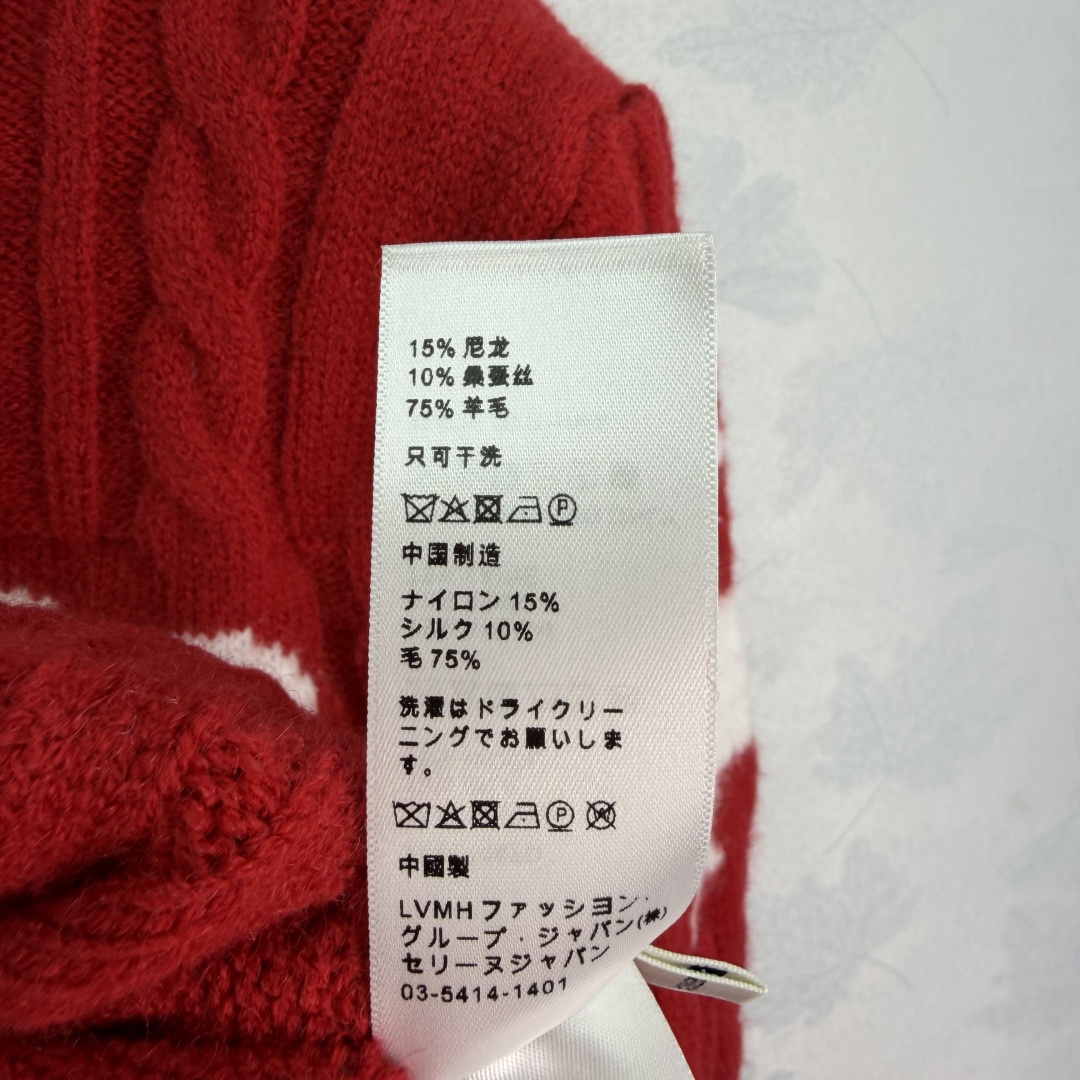 15% 尼龙
10% 桑蚕丝
75% 羊毛
只可干洗
P
中国制造
ナイロン 15%
シルク 10%
毛 75%
洗濯はドライクリー
ニングでお願いしま
す。
P W
中國製
LVMH ファッション・
グループ・ジャパン(株)
セリーヌジャパン
03-5414-1401